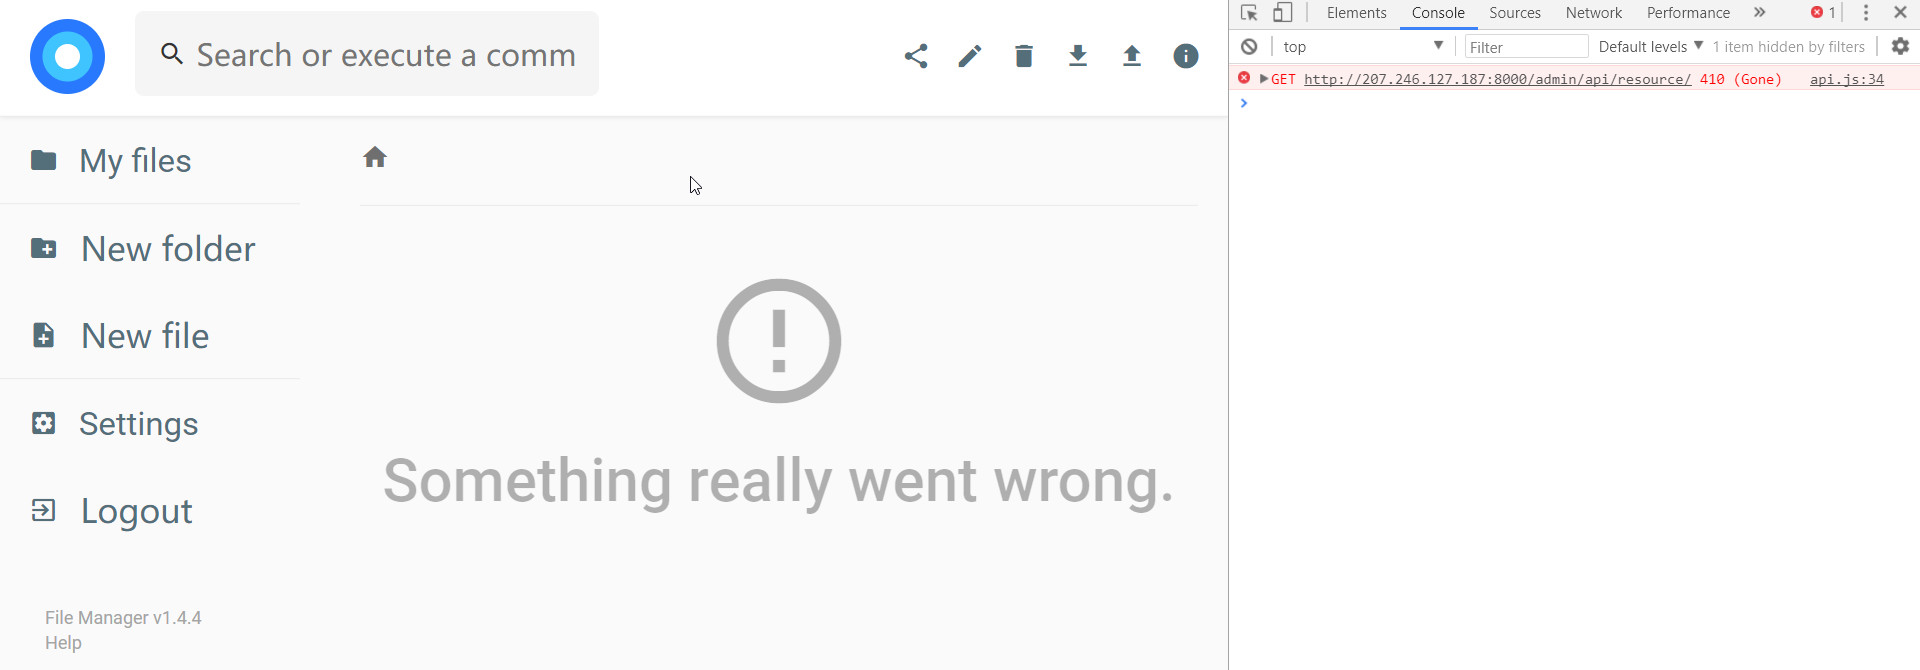 Search or execute a comm
My files
New folder
New file
Settings
Logout
File Manager v1.4.4
Help
Something really went wrong.
Elements Console Sources Network Performance » 1
top Filter Default levels 1 item hidden by filters
GET http://207.246.127.187:8000/admin/api/resource/ 410 (Gone) api.js:34